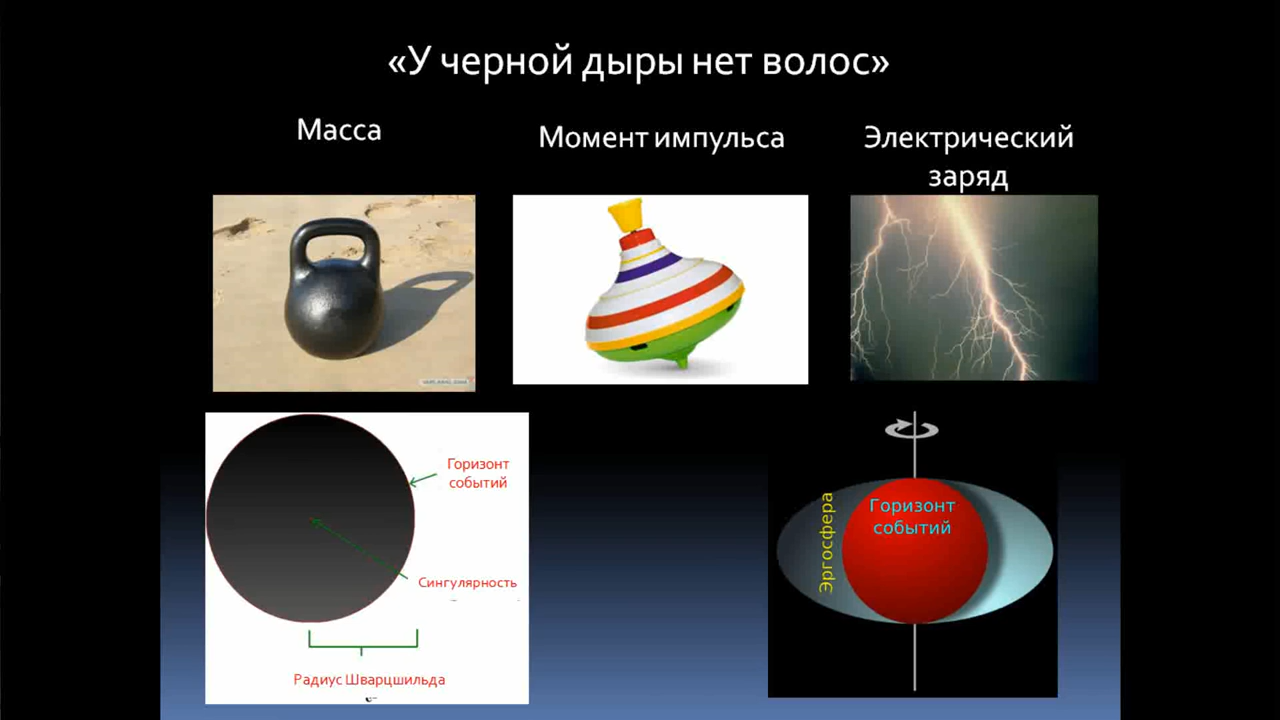 «У черной дыры нет волос»
Масса
Момент импульса
Электрический
заряд
Горизонт
событий
Сингулярность
Радиус Шварцшильда
Горизонт
событий
Эргосфера